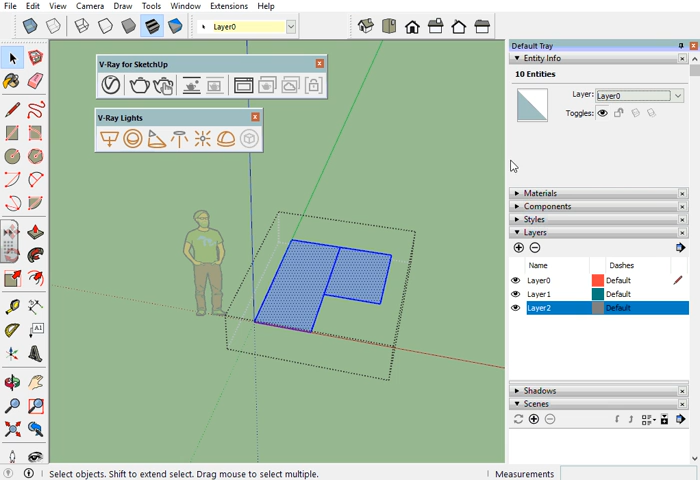 File Edit View Camera Draw Tools Window Extensions Help
Layer0
Default Tray
Entity Info
10 Entities
Layer: Layer0
Toggles:
V-Ray for SketchUp
V-Ray Lights
Materials
Components
Styles
Layers
Name Dashes
Layer0 Default
Layer1 Default
Layer2 Default
Shadows
Scenes
A1
Select objects. Shift to extend select. Drag mouse to select multiple. Measurements